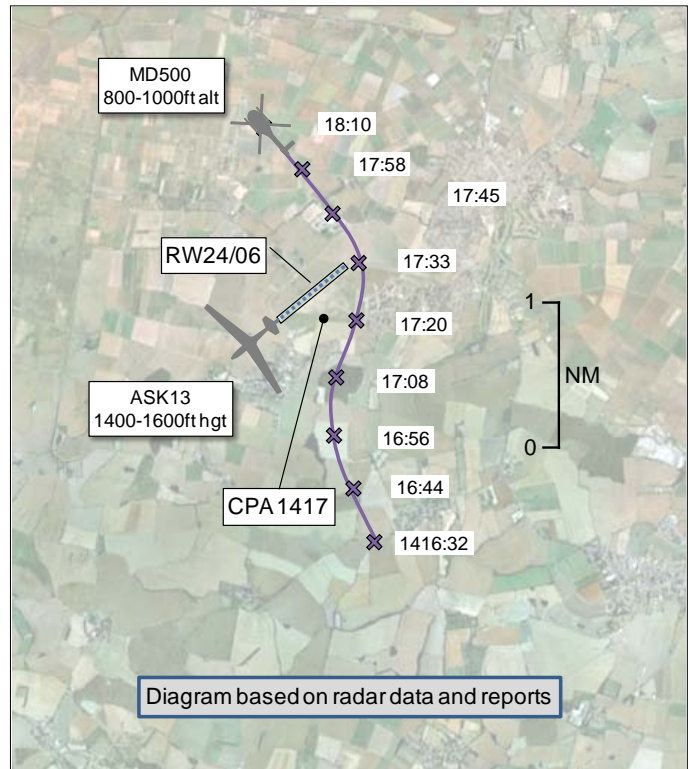 MD500
800-1000ft alt
18:10
17:58
17:45
RW24/06
17:33
1
17:20
NM
17:08
ASK13
1400-1600ft hgt
16:56
0
16:44
CPA 1417
1416:32
Diagram based on radar data and reports